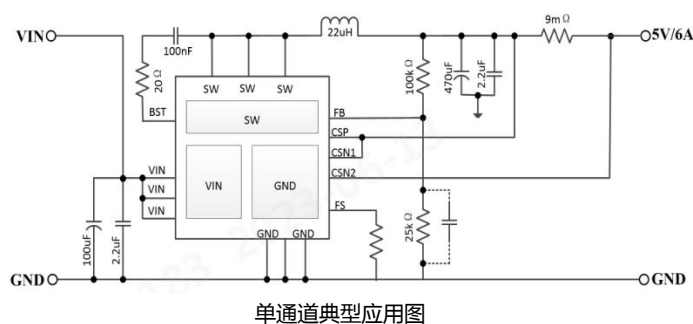 VIN
100nF
22uH
9mΩ
5V/6A
20Ω
100kΩ
470uF
2.2uF
SW SW SW
BST
SW
FB
CSP
CSN1
CSN2
VIN
VIN
VIN
VIN
GND
FS
GND GND
100uF
2.2uF
25kΩ
GND
GND
单通道典型应用图